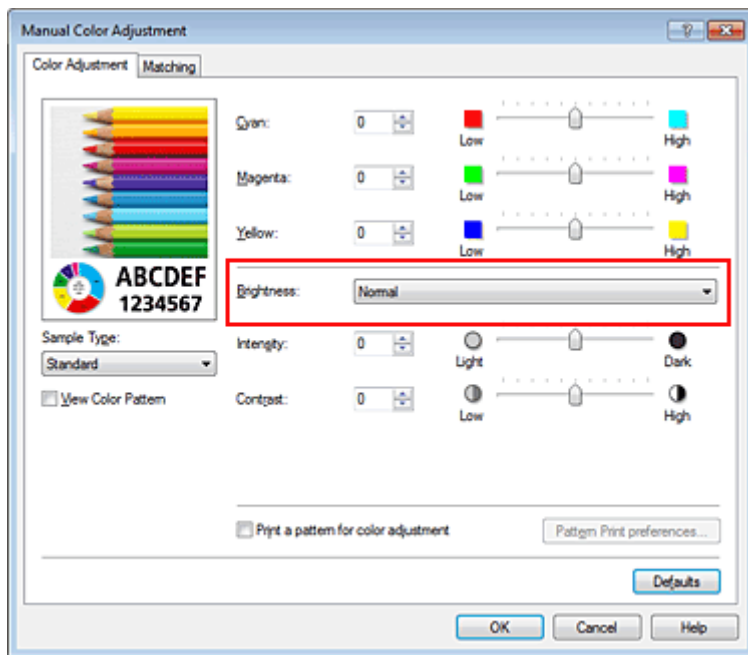 Manual Color Adjustment
Color Adjustment
Matching
Cyan: 0 Low High
Magenta: 0 Low High
Yellow: 0 Low High
ABCDEF
1234567
Brightness: Normal
Sample Type:
Standard
Intensity: 0 Light Dark
View Color Pattern
Contrast: 0 Low High
Print a pattern for color adjustment
Pattern Print preferences...
Defaults
OK
Cancel
Help